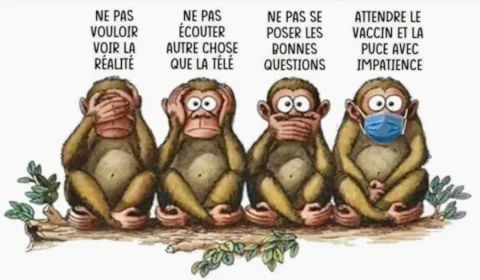 NE PAS
VOULOIR
VOIR LA
RÉALITÉ
NE PAS
ÉCOUTER
AUTRE CHOSE
QUE LA TÉLÉ
NE PAS SE
POSER LES
BONNES
QUESTIONS
ATTENDRE LE
VACCIN ET LA
PUCE AVEC
IMPATIENCE